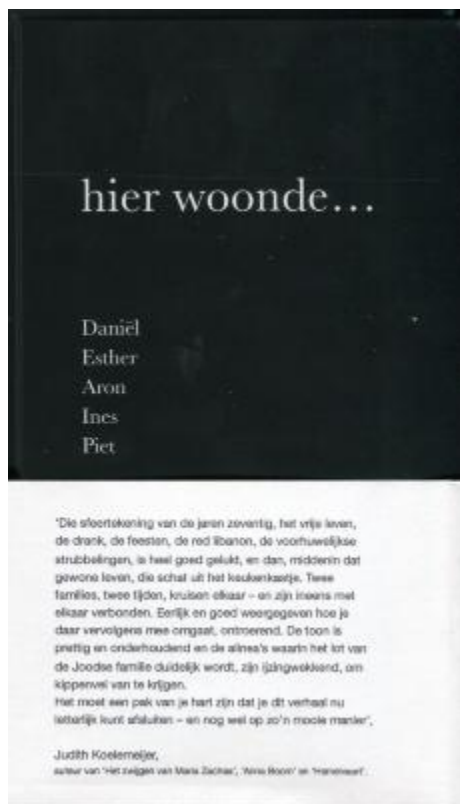 hier woonde...
Daniël
Esther
Aron
Ines
Piet
'Die sfeertekening van de jaren zeventig, het vrije leven,
de drank, de feesten, de red libanon, de voorhuwelijkse
strubbelingen, is heel goed gelukt, en dan, middenin dat
gewone leven, die schat uit het keukenkastje. Twee
families, twee tijden, kruisen elkaar – en zijn ineens met
elkaar verbonden. Eerlijk en goed weergegeven hoe je
daar vervolgens mee omgaat, ontroerend. De toon is
prettig en onderhoudend en de alinea's waarin het lot van
de Joodse familie duidelijk wordt, zijn ijzingwekkend, om
kippenvel van te krijgen.
Het moet een pak van je hart zijn dat je dit verhaal nu
letterlijk kunt afsluiten – en nog wel op zo'n mooie manier',
Judith Koelemeijer,
auteur van 'Het zwijgen van Maria Zachea', 'Anna Boom' en 'Hemelvaart'.